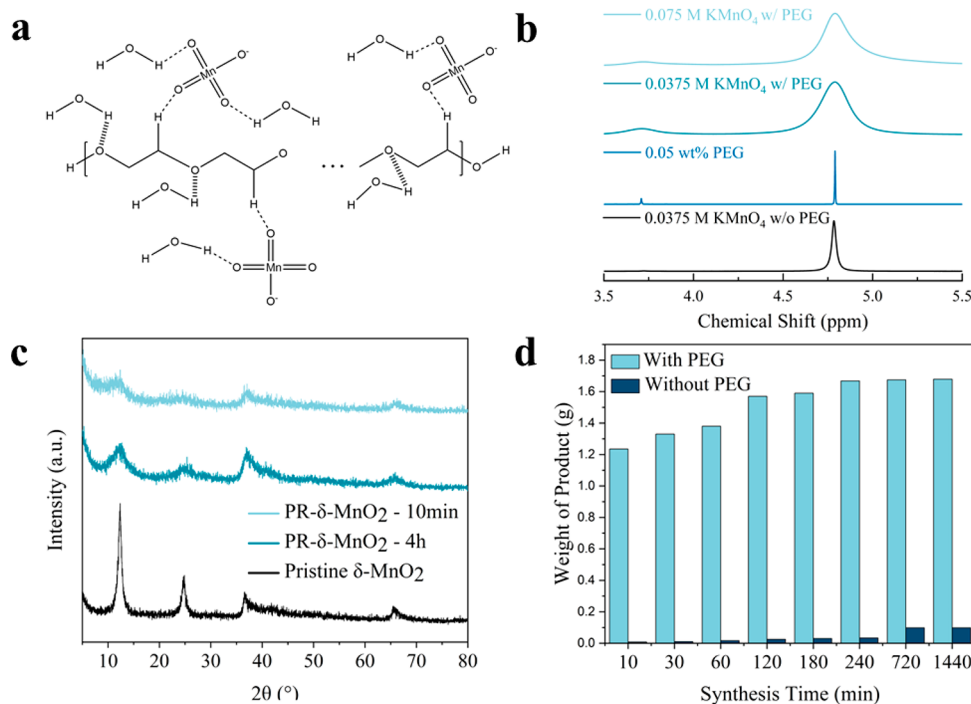 a
H
O
H
O
Mn
O-
O
O
H
O
H
H
O
H
H
O
H
O
H
O
H
O
H
H
O
H
O
Mn
O
O
O-
...
H
O
H
O
Mn
O-
O
O
H
O
O
H
H
O
H
b
0.075 M KMnO4 w/ PEG
0.0375 M KMnO4 w/ PEG
0.05 wt% PEG
0.0375 M KMnO4 w/o PEG
3.5 4.0 4.5 5.0 5.5
Chemical Shift (ppm)
c
Intensity (a.u.)
PR-δ-MnO2 - 10min
PR-δ-MnO2 - 4h
Pristine δ-MnO2
10 20 30 40 50 60 70 80
2θ (°)
d
Weight of Product (g)
With PEG
Without PEG
1.8
1.6
1.4
1.2
1.0
0.8
0.6
0.4
0.2
0.0
10 30 60 120 180 240 720 1440
Synthesis Time (min)